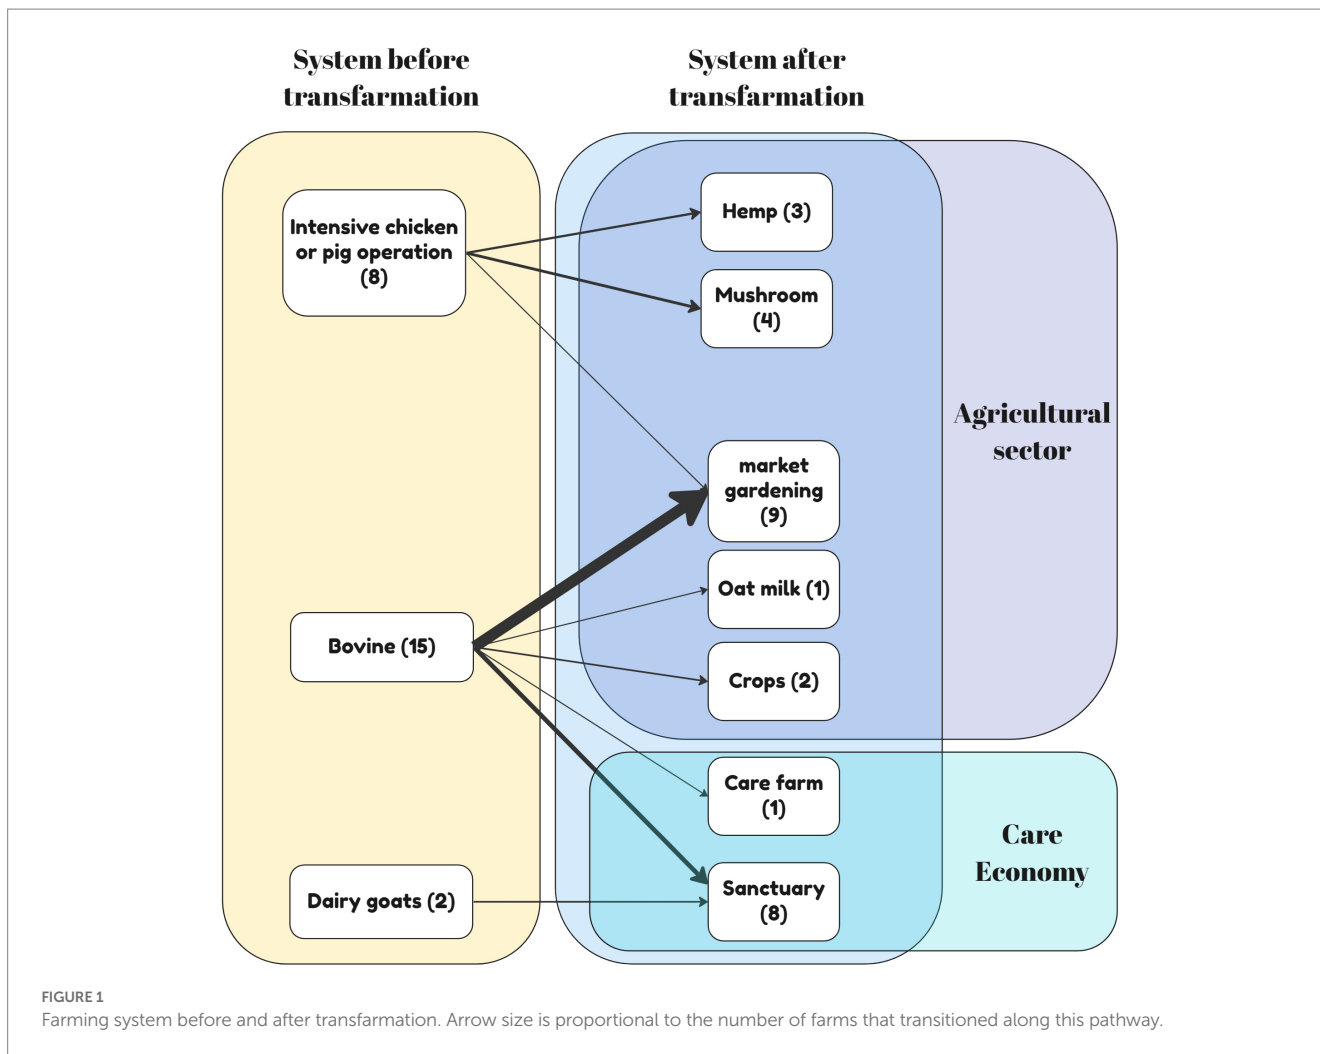 System before
transfarmation
System after
transfarmation
Intensive chicken
or pig operation
(8)
Hemp (3)
Mushroom
(4)
Agricultural
sector
market
gardening
(9)
Oat milk (1)
Bovine (15)
Crops (2)
Care farm
(1)
Care
Economy
Dairy goats (2)
Sanctuary
(8)
FIGURE 1
Farming system before and after transfarmation. Arrow size is proportional to the number of farms that transitioned along this pathway.